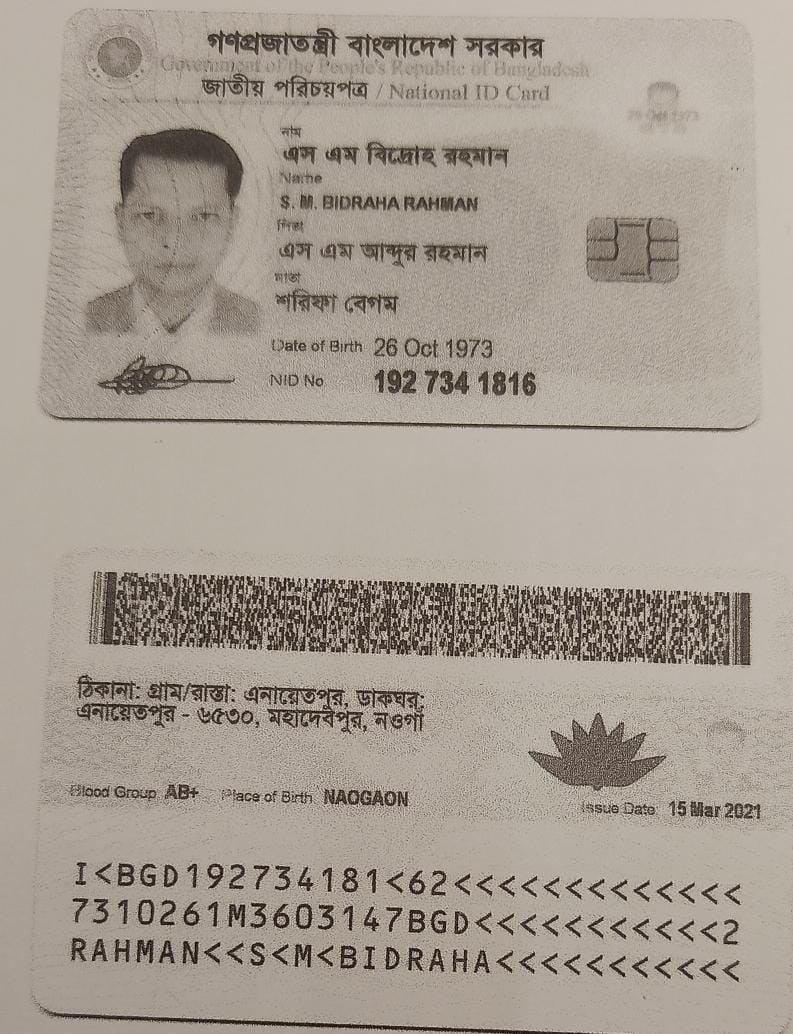 গণপ্রজাতন্ত্রী বাংলাদেশ সরকার
Government of the People's Republic of Bangladesh
জাতীয় পরিচয়পত্র / National ID Card
নাম
এস এম বিদ্রোহ রহমান
Name
S. M. BIDRAHA RAHMAN
পিতা
এস এম আব্দুর রহমান
মাতা
শরিফা বেগম
Date of Birth 26 Oct 1973
NID No 192 734 1816
ঠিকানা: গ্রাম/রাস্তা: এনায়েতপুর, ডাকঘর:
এনায়েতপুর - ৬৫৩০, মহাদেবপুর, নওগাঁ
Blood Group AB+ Place of Birth NAOGAON
Issue Date 15 Mar 2021
I<BGD192734181<62<<<<<<<<<<<<<
7310261M3603147BGD<<<<<<<<<<<2
RAHMAN<<S<M<BIDRAHA<<<<<<<<<<<